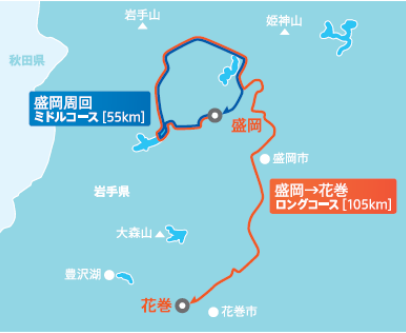 岩手山
姫神山
秋田県
盛岡周回
ミドルコース [55km]
盛岡
盛岡市
岩手県
盛岡→花巻
ロングコース [105km]
大森山
豊沢湖
花巻
花巻市